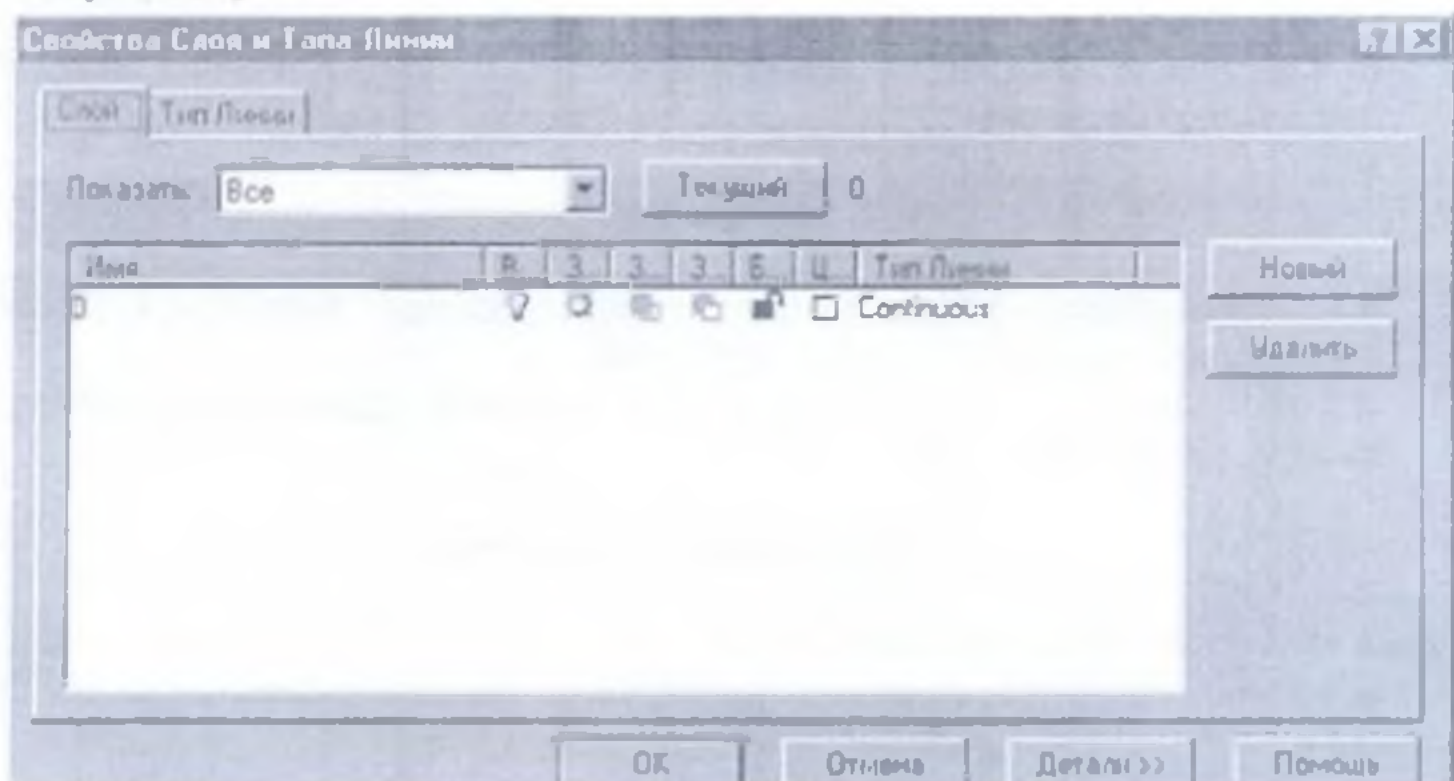 Свойства Слоя и Типа Линии
Слой Тип Линии
Показать Все Текущий 0
Имя В... З... З... З... Б... Ц... Тип Линии
0 Continuous
Новый
Удалить
OK Отмена Детали >> Помощь